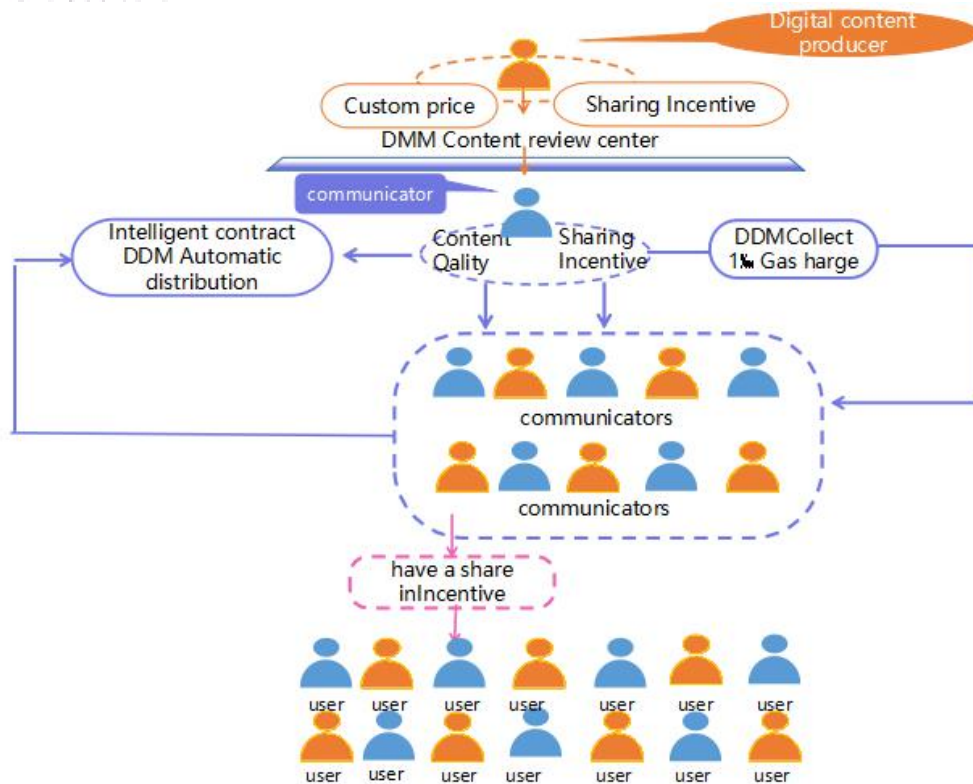 Digital content
producer
Custom price
Sharing Incentive
DMM Content review center
communicator
Intelligent contract
DDM Automatic
distribution
Content
Qality
Sharing
Incentive
DDMCollect
1‰ Gas harge
communicators
communicators
have a share
inIncentive
user user user user user user user
user user user user user user user